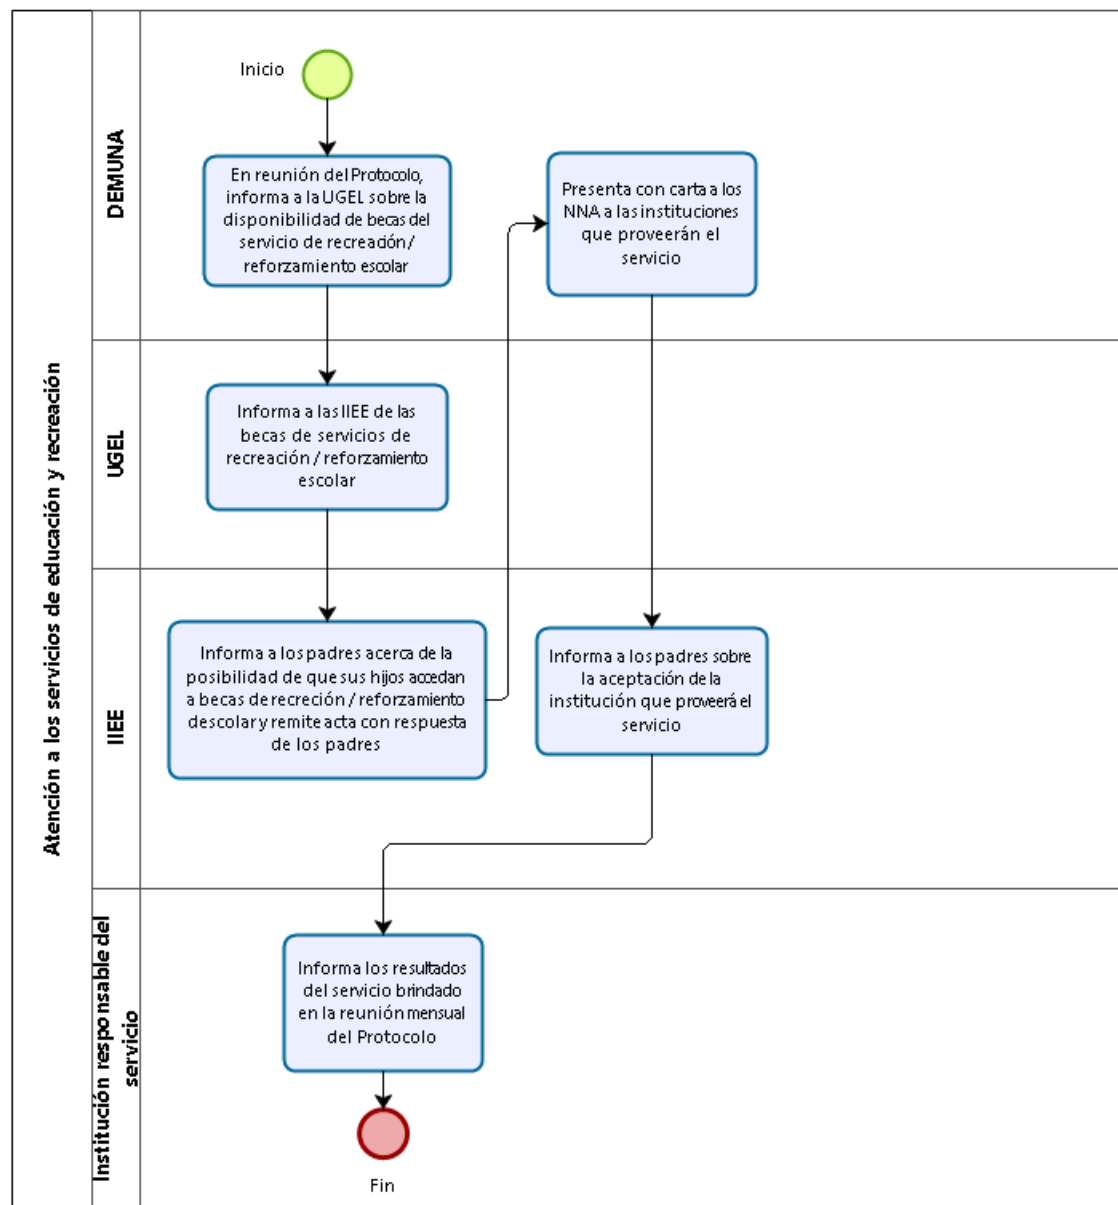 Atención a los servicios de educación y recreación
DEMUNA
Inicio
En reunión del Protocolo,
informa a la UGEL sobre la
disponibilidad de becas del
servicio de recreación /
reforzamiento escolar
Presenta con carta a los
NNA a las instituciones
que proveerán el
servicio
UGEL
Informa a las IIEE de las
becas de servicios de
recreación / reforzamiento
escolar
IIEE
Informa a los padres acerca de la
posibilidad de que sus hijos accedan
a becas de recreción / reforzamiento
descolar y remite acta con respuesta
de los padres
Informa a los padres sobre
la aceptación de la
institución que proveerá el
servicio
Institución responsable del
servicio
Informa los resultados
del servicio brindado
en la reunión mensual
del Protocolo
Fin